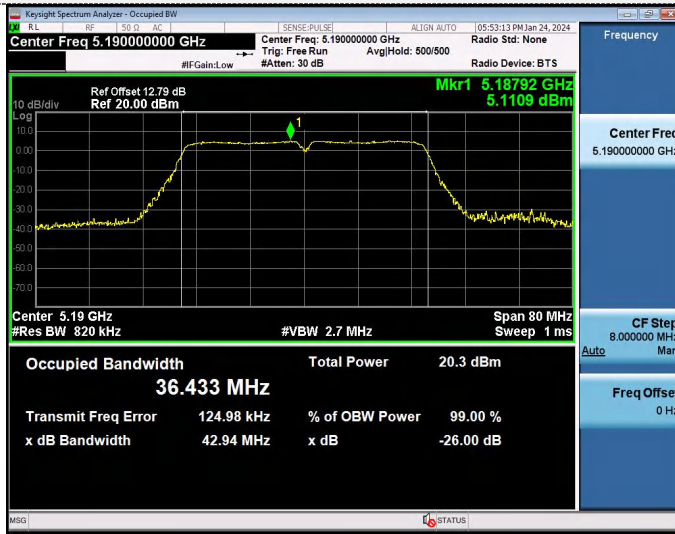 Keysight Spectrum Analyzer - Occupied BW
RL RF 50 Ω AC SENSE:PULSE ALIGN AUTO 05:53:13 PM Jan 24, 2024
Center Freq 5.190000000 GHz
Center Freq: 5.190000000 GHz
Radio Std: None
Trig: Free Run Avg|Hold: 500/500
#IFGain:Low #Atten: 30 dB Radio Device: BTS
Frequency
Ref Offset 12.79 dB
10 dB/div Ref 20.00 dBm
Mkr1 5.18792 GHz
5.1109 dBm
Log
10.0
0.00
-10.0
-20.0
-30.0
-40.0
-50.0
-60.0
-70.0
1
Center 5.19 GHz Span 80 MHz
#Res BW 820 kHz #VBW 2.7 MHz Sweep 1 ms
Occupied Bandwidth Total Power 20.3 dBm
36.433 MHz
Transmit Freq Error 124.98 kHz % of OBW Power 99.00 %
x dB Bandwidth 42.94 MHz x dB -26.00 dB
Center Freq
5.190000000 GHz
CF Step
8.000000 MHz
Auto Man
Freq Offset
0 Hz
MSG STATUS